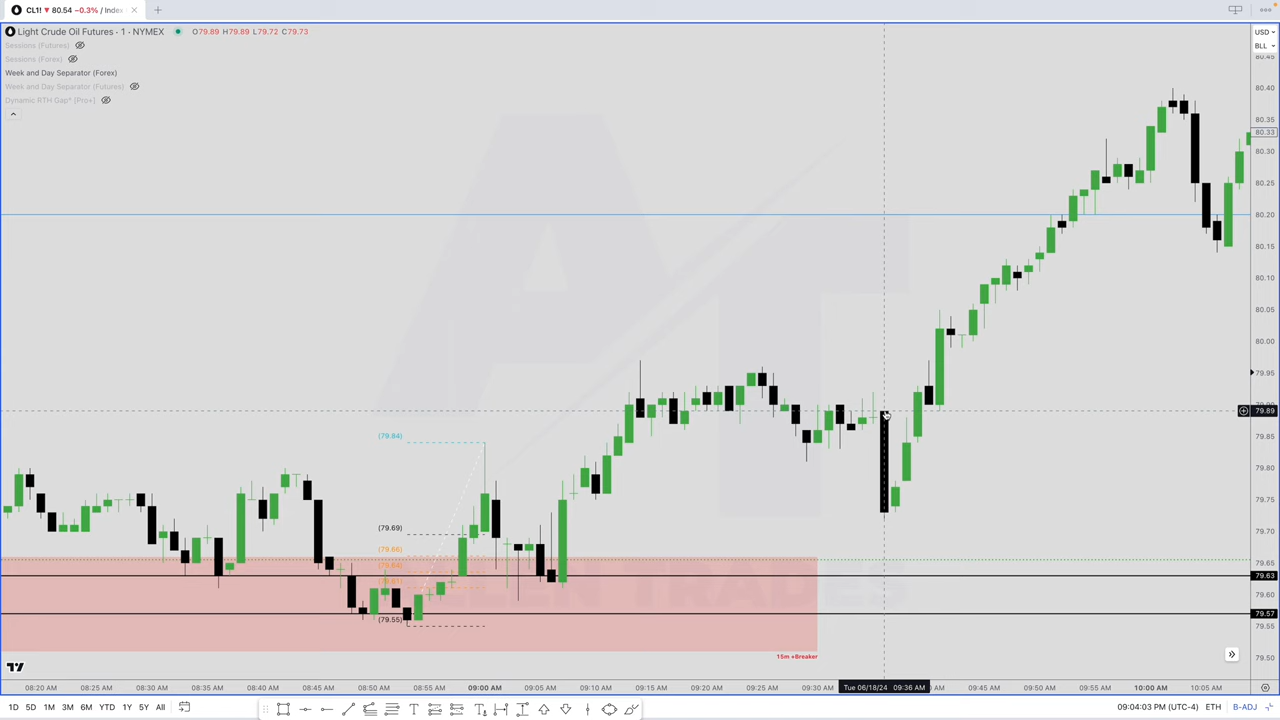 CL1! ▼ 80.54 −0.3% / Index
Light Crude Oil Futures · 1 · NYMEX O79.89 H79.89 L79.72 C79.73
Sessions (Futures)
Sessions (Forex)
Week and Day Separator (Forex)
Week and Day Separator (Futures)
Dynamic RTH Gap* [Pro+]
USD
BLL
80.45
80.40
80.35
80.33
80.30
80.25
80.20
80.15
80.10
80.05
80.00
79.95
79.89
79.85
79.80
79.75
79.70
79.65
79.63
79.60
79.57
79.55
79.50
(79.84)
(79.69)
(79.66)
(79.64)
(79.61)
(79.55)
15m +Breaker
08:20 AM 08:25 AM 08:30 AM 08:35 AM 08:40 AM 08:45 AM 08:50 AM 08:55 AM 09:00 AM 09:05 AM 09:10 AM 09:15 AM 09:20 AM 09:25 AM 09:30 AM Tue 06/18/24 09:36 AM 09:45 AM 09:50 AM 09:55 AM 10:00 AM 10:05 AM
1D 5D 1M 3M 6M YTD 1Y 5Y All 09:04:03 PM (UTC-4) ETH B-ADJ